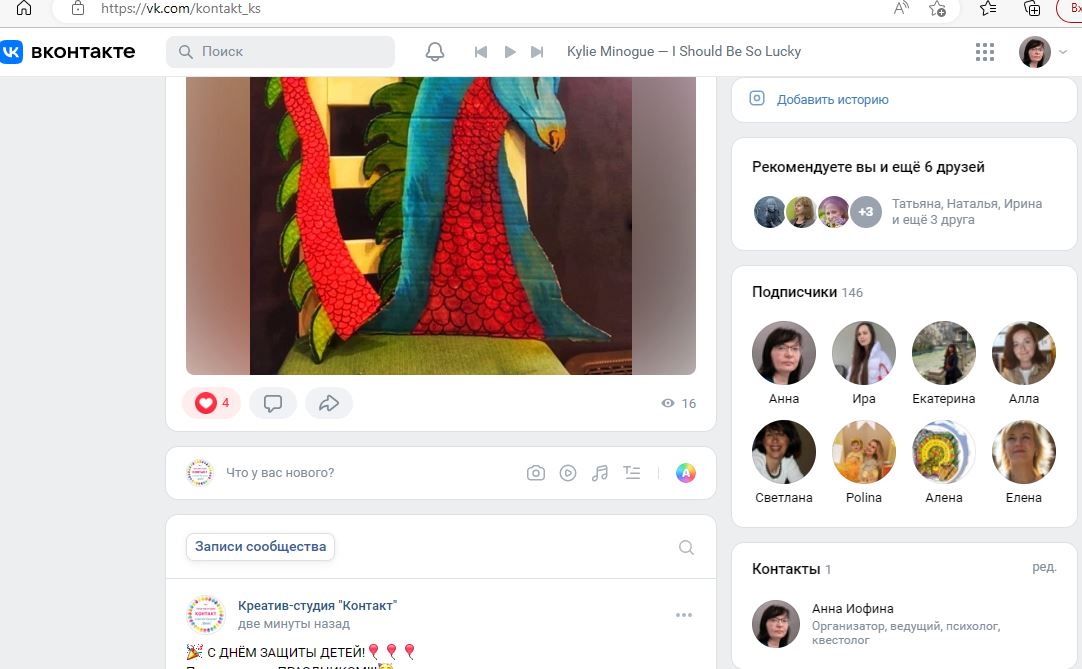 https://vk.com/kontakt_ks
Вх
вконтакте
Поиск
Kylie Minogue — I Should Be So Lucky
Добавить историю
Рекомендуете вы и ещё 6 друзей
+3
Татьяна, Наталья, Ирина
и ещё 3 друга
Подписчики 146
Анна
Ира
Екатерина
Алла
Светлана
Polina
Алена
Елена
4
16
Что у вас нового?
Записи сообщества
Контакты 1
ред.
Анна Иофина
Организатор, ведущий, психолог,
квестолог
КОНТАКТ
Креатив-студия "Контакт"
две минуты назад
С ДНЁМ ЗАЩИТЫ ДЕТЕЙ!